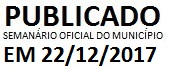 PUBLICADO
SEMANÁRIO OFICIAL DO MUNICÍPIO
EM 22/12/2017